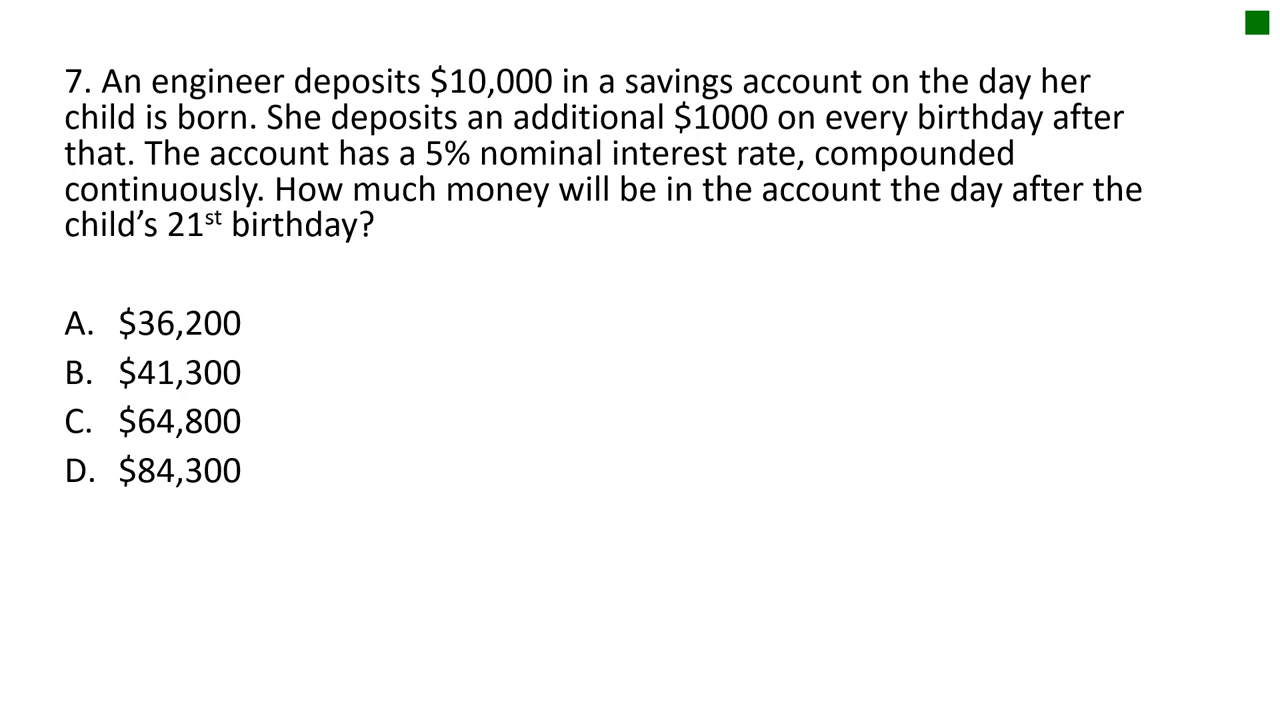 7. An engineer deposits $10,000 in a savings account on the day her
child is born. She deposits an additional $1000 on every birthday after
that. The account has a 5% nominal interest rate, compounded
continuously. How much money will be in the account the day after the
child’s 21st birthday?
A. $36,200
B. $41,300
C. $64,800
D. $84,300